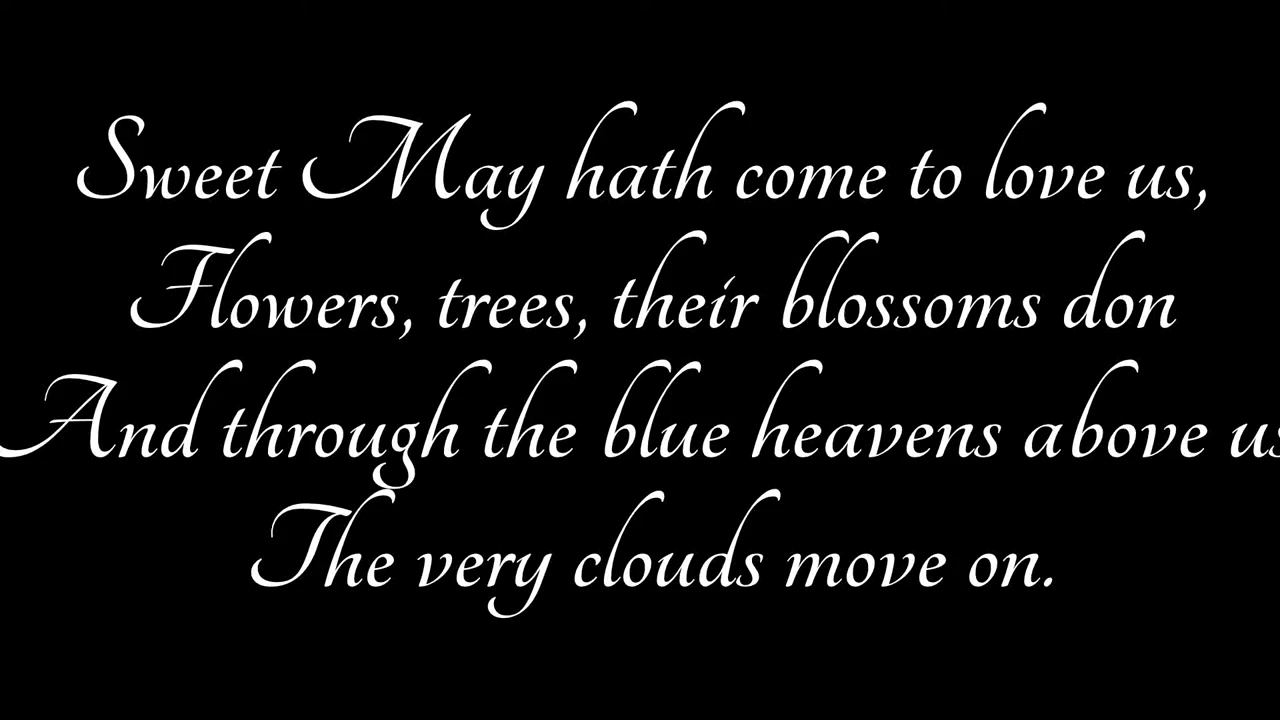 Sweet May hath come to love us,
Flowers, trees, their blossoms don
And through the blue heavens above us
The very clouds move on.